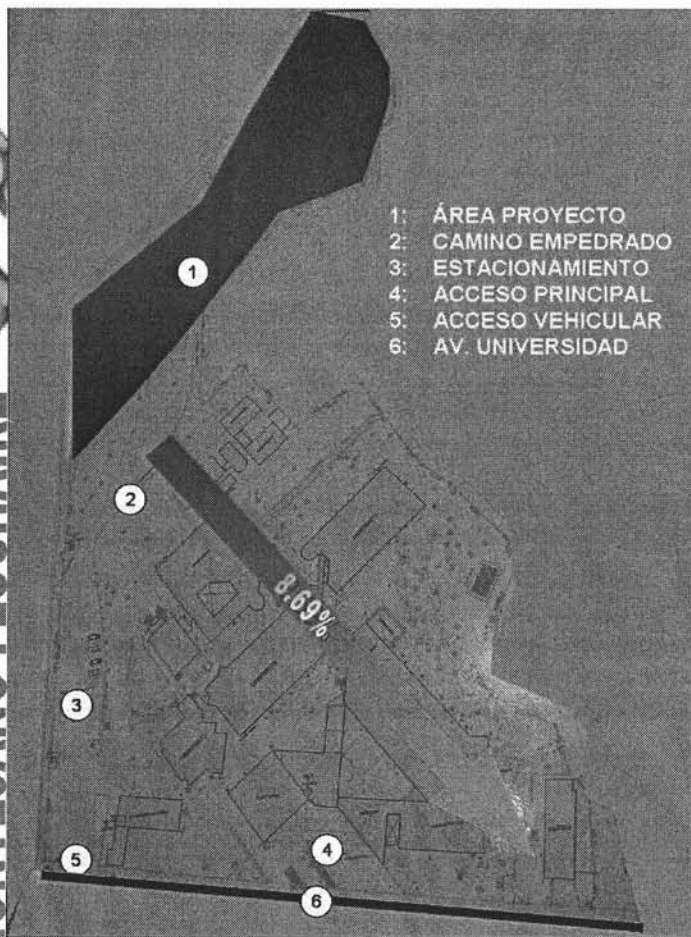 1: ÁREA PROYECTO
2: CAMINO EMPEDRADO
3: ESTACIONAMIENTO
4: ACCESO PRINCIPAL
5: ACCESO VEHICULAR
6: AV. UNIVERSIDAD
1
2
8.69%
3
4
5
6